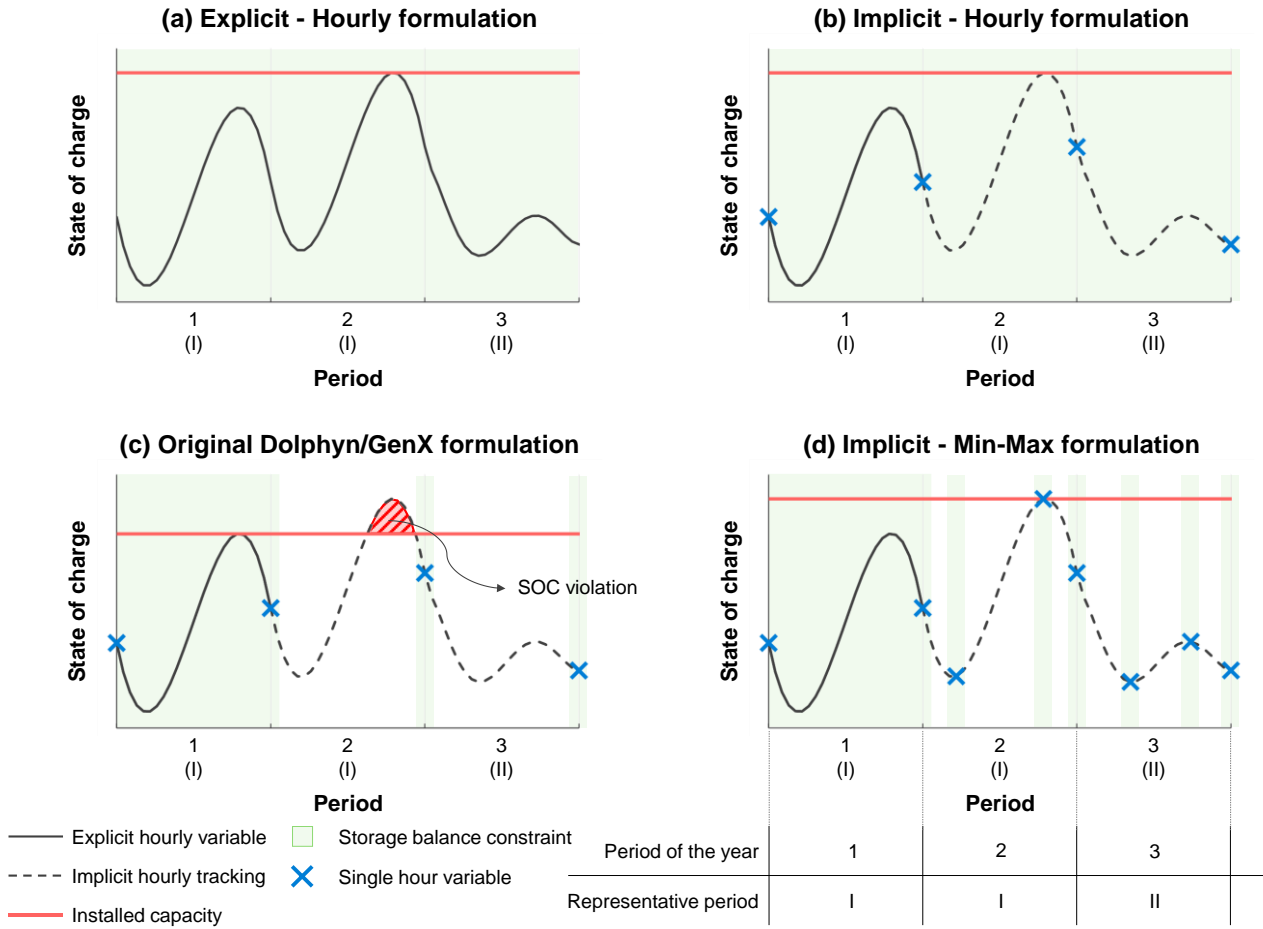 (a) Explicit - Hourly formulation
State of charge
1 2 3
(I) (I) (II)
Period
(b) Implicit - Hourly formulation
State of charge
1 2 3
(I) (I) (II)
Period
(c) Original Dolphyn/GenX formulation
State of charge
SOC violation
1 2 3
(I) (I) (II)
Period
(d) Implicit - Min-Max formulation
State of charge
1 2 3
(I) (I) (II)
Period
Explicit hourly variable
Implicit hourly tracking
Installed capacity
Storage balance constraint
Single hour variable
Period of the year 1 2 3
Representative period I I II